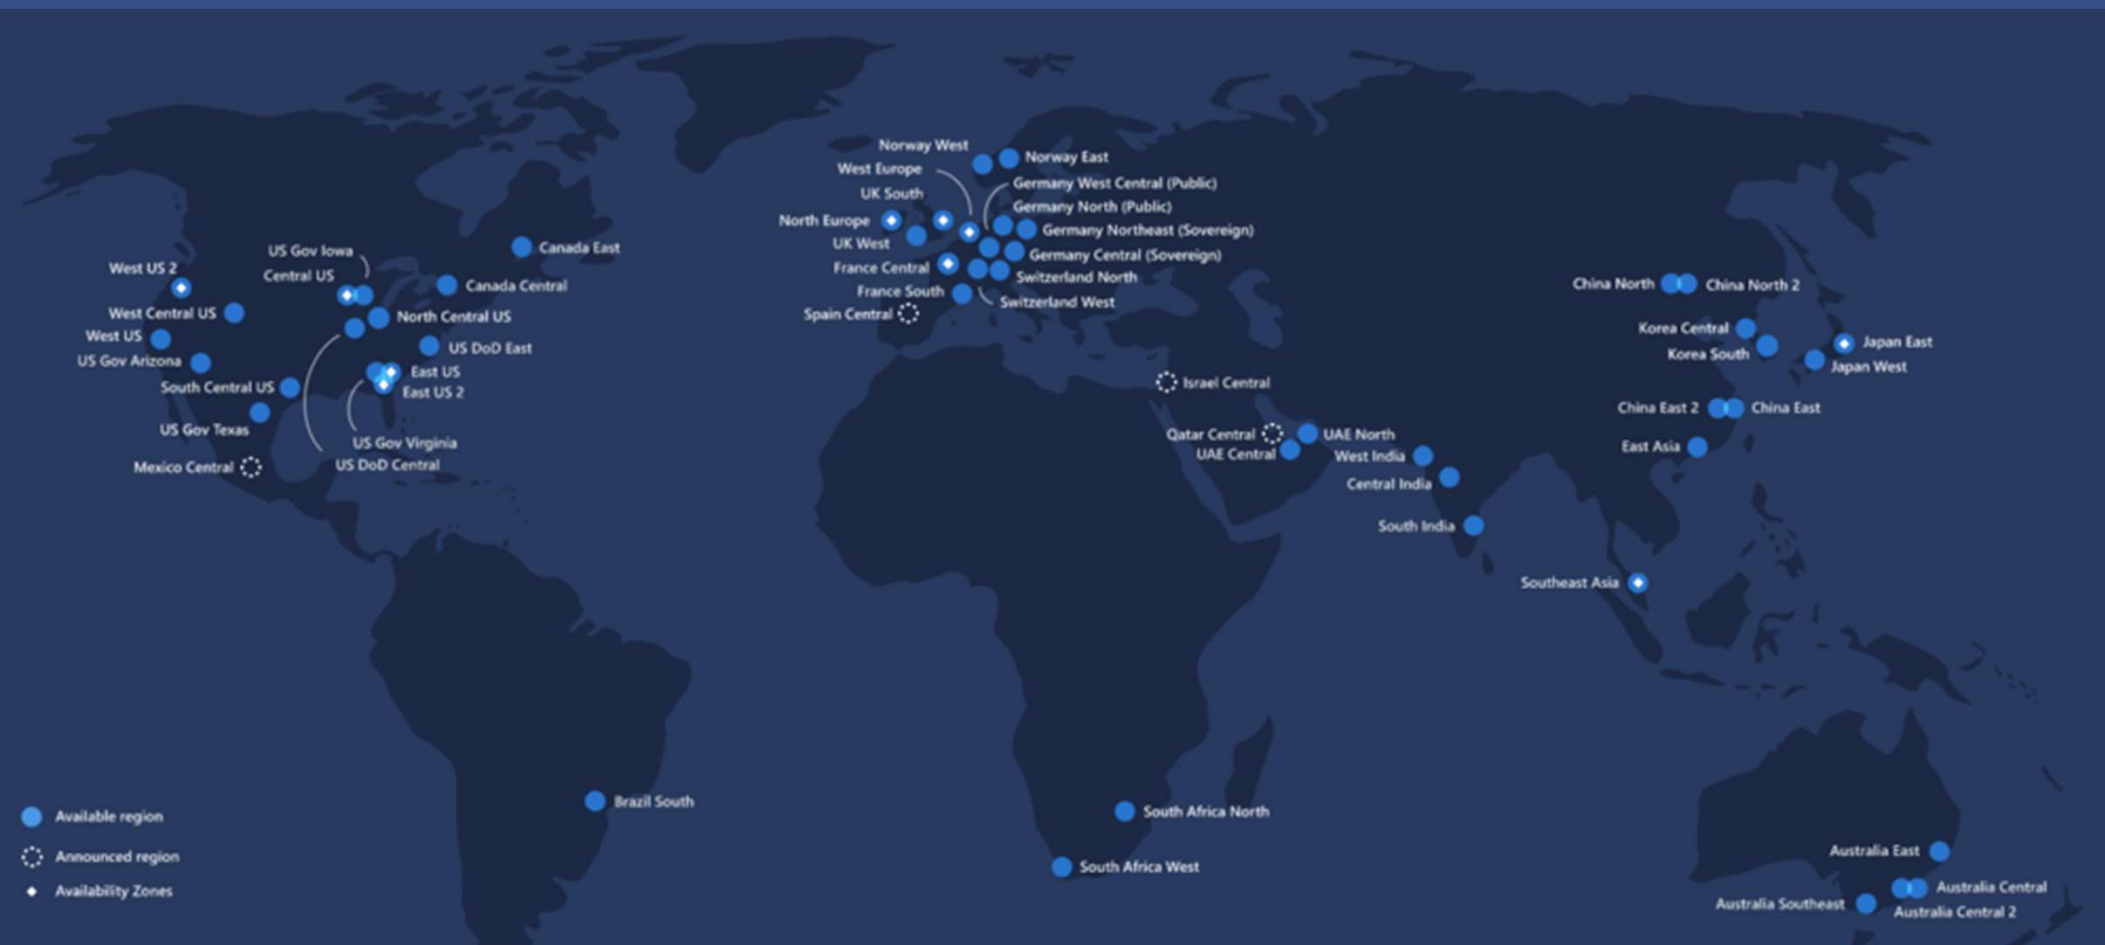 Norway West
Norway East
West Europe
Germany West Central (Public)
UK South
Germany North (Public)
North Europe
Germany Northeast (Sovereign)
UK West
Germany Central (Sovereign)
France Central
Switzerland North
France South
Switzerland West
Spain Central
US Gov Iowa
Canada East
West US 2
Central US
Canada Central
West Central US
North Central US
West US
US DoD East
US Gov Arizona
East US
South Central US
East US 2
US Gov Texas
US Gov Virginia
Mexico Central
US DoD Central
China North
China North 2
Korea Central
Japan East
Korea South
Japan West
Israel Central
China East 2
China East
Qatar Central
UAE North
East Asia
UAE Central
West India
Central India
South India
Southeast Asia
Brazil South
South Africa North
South Africa West
Australia East
Australia Central
Australia Southeast
Australia Central 2
Available region
Announced region
Availability Zones